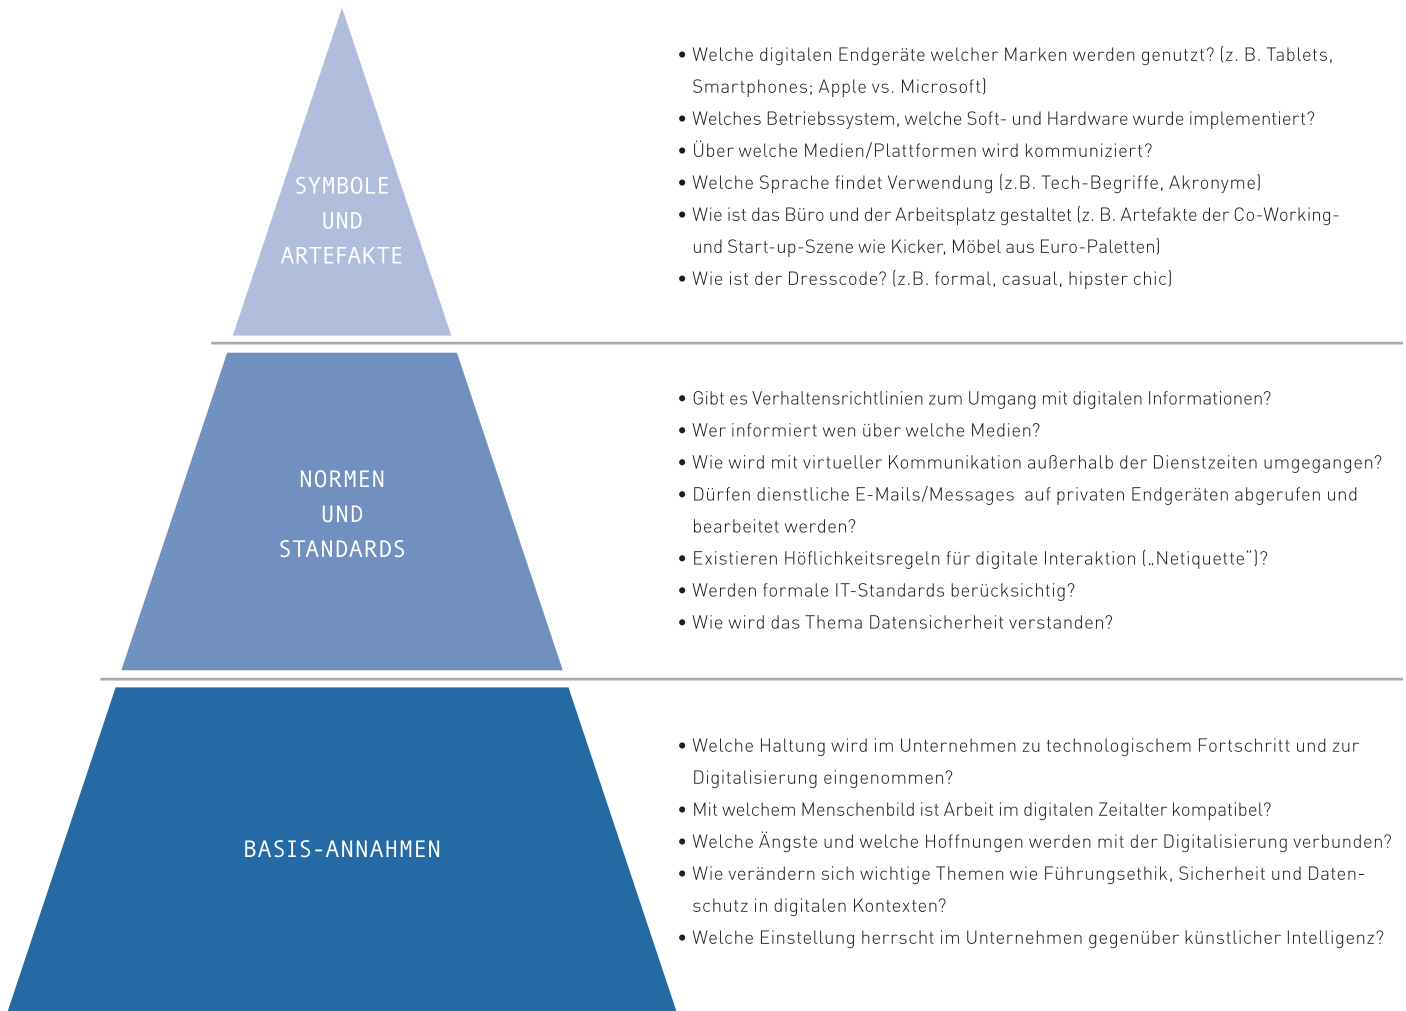 SYMBOLE
UND
ARTEFAKTE
• Welche digitalen Endgeräte welcher Marken werden genutzt? (z. B. Tablets,
Smartphones; Apple vs. Microsoft)
• Welches Betriebssystem, welche Soft- und Hardware wurde implementiert?
• Über welche Medien/Plattformen wird kommuniziert?
• Welche Sprache findet Verwendung (z.B. Tech-Begriffe, Akronyme)
• Wie ist das Büro und der Arbeitsplatz gestaltet (z. B. Artefakte der Co-Working-
und Start-up-Szene wie Kicker, Möbel aus Euro-Paletten)
• Wie ist der Dresscode? (z.B. formal, casual, hipster chic)
NORMEN
UND
STANDARDS
• Gibt es Verhaltensrichtlinien zum Umgang mit digitalen Informationen?
• Wer informiert wen über welche Medien?
• Wie wird mit virtueller Kommunikation außerhalb der Dienstzeiten umgegangen?
• Dürfen dienstliche E-Mails/Messages auf privaten Endgeräten abgerufen und
bearbeitet werden?
• Existieren Höflichkeitsregeln für digitale Interaktion („Netiquette")?
• Werden formale IT-Standards berücksichtig?
• Wie wird das Thema Datensicherheit verstanden?
BASIS-ANNAHMEN
• Welche Haltung wird im Unternehmen zu technologischem Fortschritt und zur
Digitalisierung eingenommen?
• Mit welchem Menschenbild ist Arbeit im digitalen Zeitalter kompatibel?
• Welche Ängste und welche Hoffnungen werden mit der Digitalisierung verbunden?
• Wie verändern sich wichtige Themen wie Führungsethik, Sicherheit und Daten-
schutz in digitalen Kontexten?
• Welche Einstellung herrscht im Unternehmen gegenüber künstlicher Intelligenz?